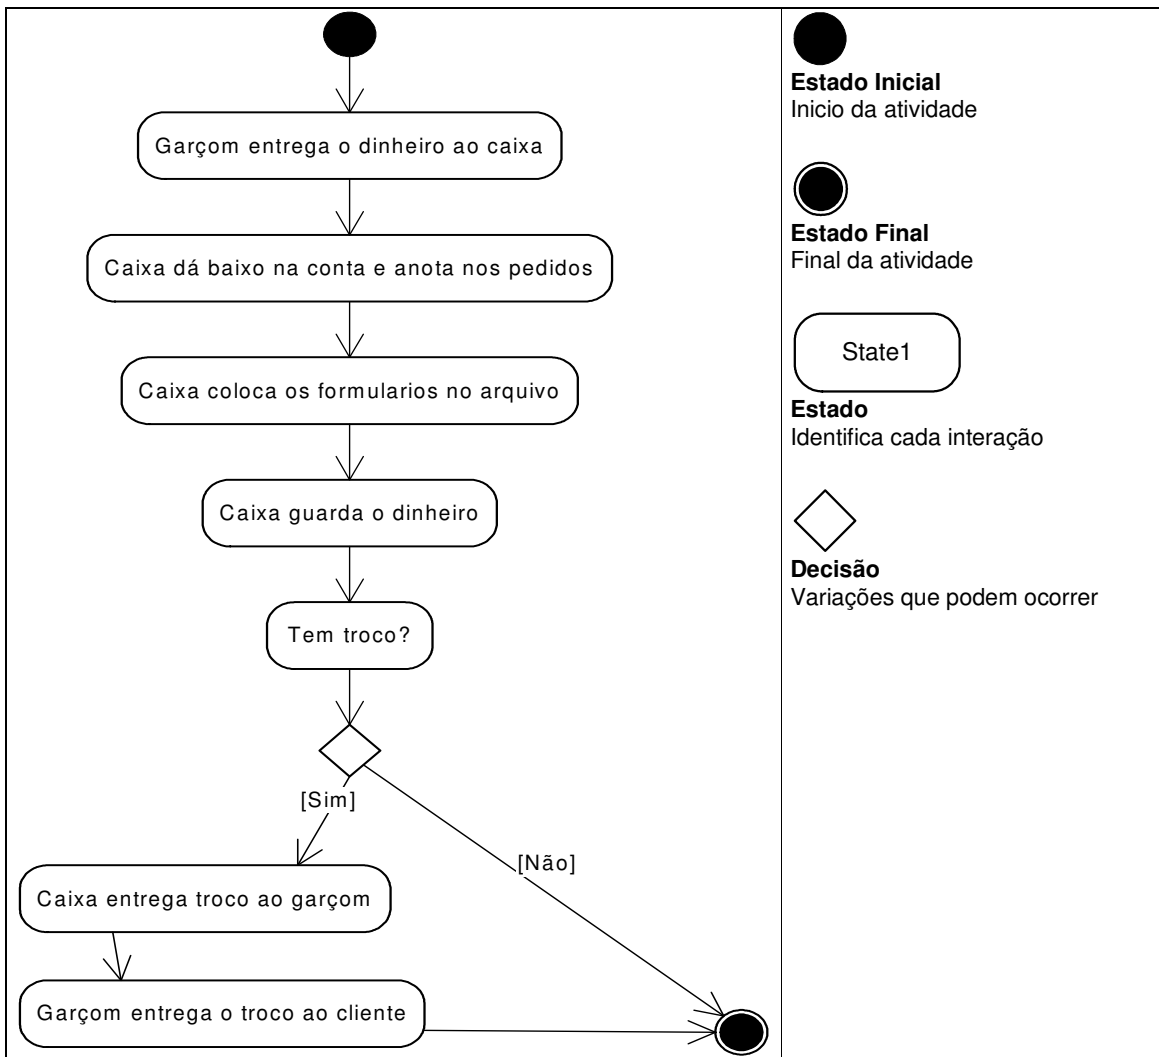 Garçom entrega o dinheiro ao caixa
Caixa dá baixo na conta e anota nos pedidos
Caixa coloca os formularios no arquivo
Caixa guarda o dinheiro
Tem troco?
[Sim]
[Não]
Caixa entrega troco ao garçom
Garçom entrega o troco ao cliente
Estado Inicial
Inicio da atividade
Estado Final
Final da atividade
State1
Estado
Identifica cada interação
Decisão
Variações que podem ocorrer